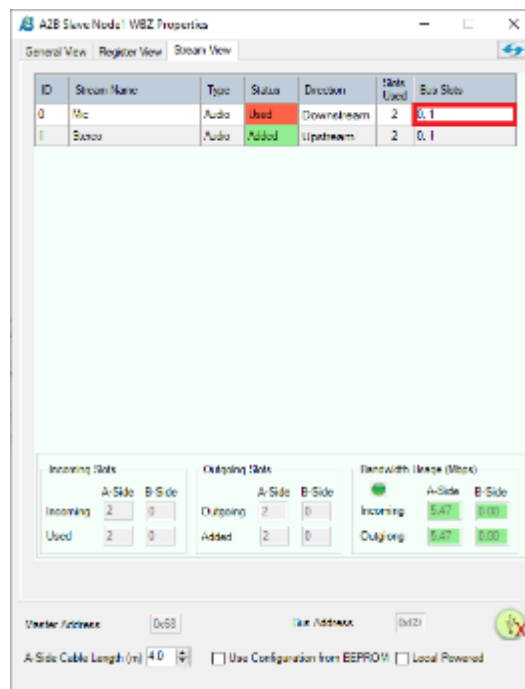 A2B Slave Node1 WBZ Properties
General View Register View Stream View
ID Stream Name Type Status Direction Slots Used Bus Slots
0 Mic Audio Used Downstream 2 0, 1
1 Stereo Audio Added Upstream 2 0, 1
Incoming Slots Outgoing Slots Bandwidth Usage (Mbps)
A-Side B-Side A-Side B-Side A-Side B-Side
Incoming 2 0 Outgoing 2 0 Incoming 5.47 0.00
Used 2 0 Added 2 0 Outgiong 5.47 0.00
Master Address 0x68 Bus Address
A-Side Cable Length (m) 4.0 Use Configuration from EEPROM Local Powered